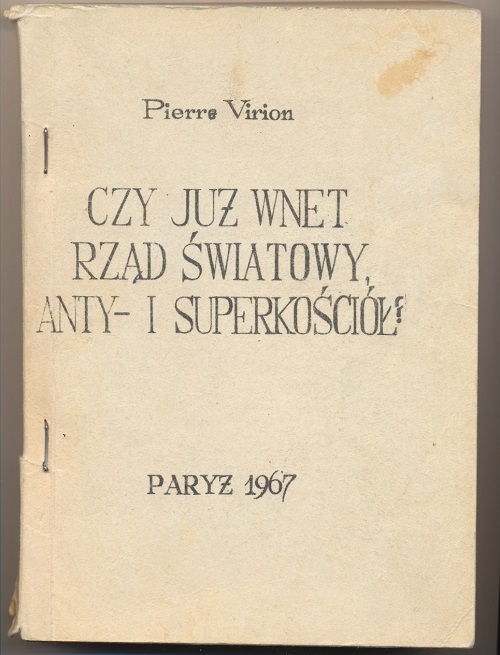 Pierre Virion
CZY JUŻ WNET
RZĄD ŚWIATOWY,
ANTY- I SUPERKOŚCIÓŁ?
PARYŻ 1967